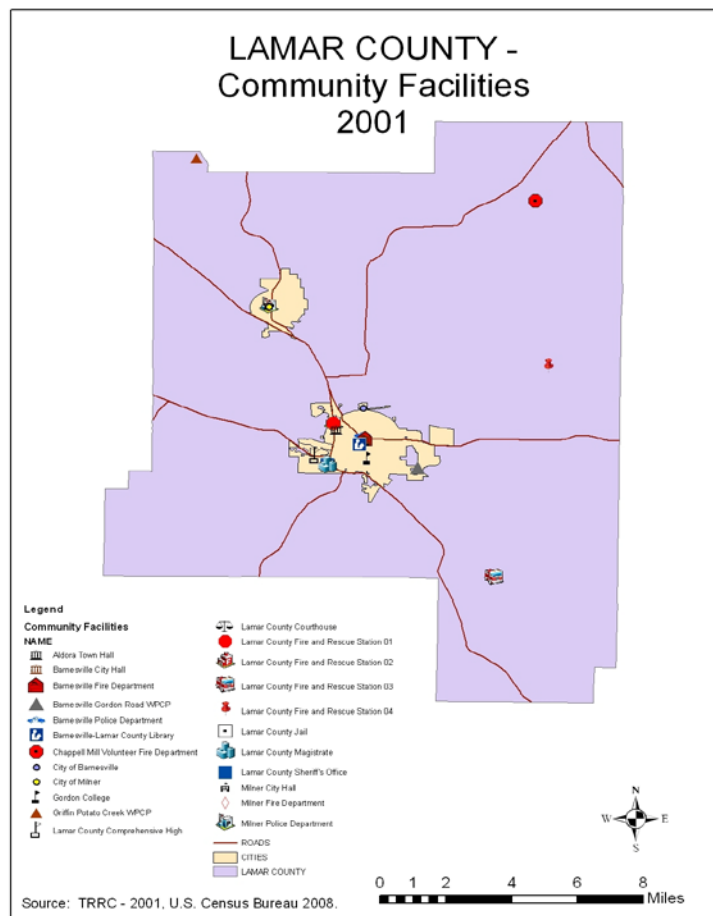 LAMAR COUNTY -
Community Facilities
2001
Legend
Community Facilities
NAME
Aldora Town Hall
Barnesville City Hall
Barnesville Fire Department
Barnesville Gordon Road WPCP
Barnesville Police Department
Barnesville-Lamar County Library
Chappell Mill Volunteer Fire Department
City of Barnesville
City of Milner
Gordon College
Griffin Potato Creek WPCP
Lamar County Comprehensive High
Lamar County Courthouse
Lamar County Fire and Rescue Station 01
Lamar County Fire and Rescue Station 02
Lamar County Fire and Rescue Station 03
Lamar County Fire and Rescue Station 04
Lamar County Jail
Lamar County Magistrate
Lamar County Sheriff's Office
Milner City Hall
Milner Fire Department
Milner Police Department
ROADS
CITIES
LAMAR COUNTY
N
W E
S
0 1 2 4 6 8
Miles
Source: TRRC - 2001, U.S. Census Bureau 2008.